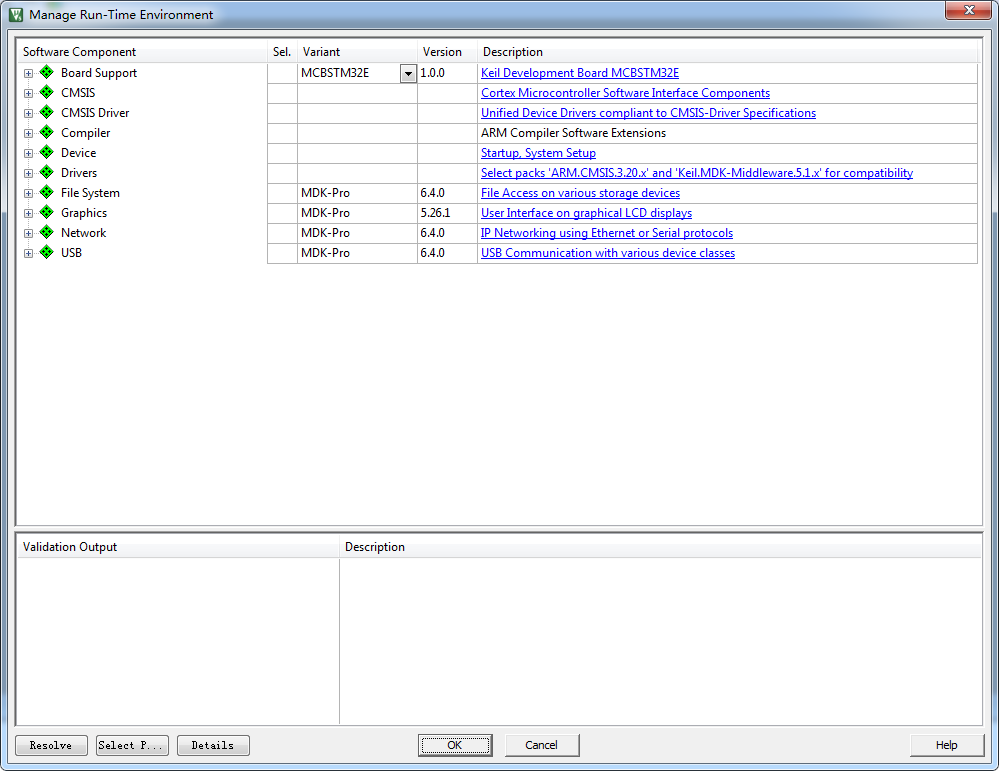 Manage Run-Time Environment
Software Component Sel. Variant Version Description
Board Support MCBSTM32E 1.0.0 Keil Development Board MCBSTM32E
CMSIS Cortex Microcontroller Software Interface Components
CMSIS Driver Unified Device Drivers compliant to CMSIS-Driver Specifications
Compiler ARM Compiler Software Extensions
Device Startup, System Setup
Drivers Select packs 'ARM.CMSIS.3.20.x' and 'Keil.MDK-Middleware.5.1.x' for compatibility
File System MDK-Pro 6.4.0 File Access on various storage devices
Graphics MDK-Pro 5.26.1 User Interface on graphical LCD displays
Network MDK-Pro 6.4.0 IP Networking using Ethernet or Serial protocols
USB MDK-Pro 6.4.0 USB Communication with various device classes
Validation Output Description
Resolve Select P... Details OK Cancel Help